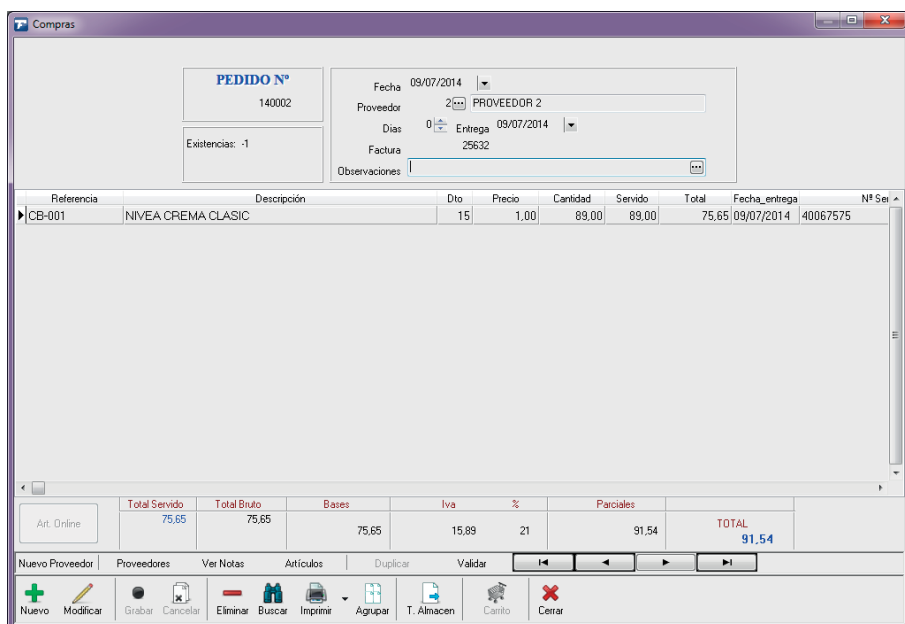 Compras
PEDIDO Nº
140002
Existencias: -1
Fecha 09/07/2014
Proveedor 2 PROVEEDOR 2
Dias 0 Entrega 09/07/2014
Factura 25632
Observaciones
Referencia Descripción Dto Precio Cantidad Servido Total Fecha_entrega Nª Ser
CB-001 NIVEA CREMA CLASIC 15 1,00 89,00 89,00 75,65 09/07/2014 40067575
Total Servido Total Bruto Bases Iva % Parciales
Art. Online 75,65 75,65 75,65 15,89 21 91,54 TOTAL
91,54
Nuevo Proveedor Proveedores Ver Notas Artículos Duplicar Validar
Nuevo Modificar Grabar Cancelar Eliminar Buscar Imprimir Agrupar T. Almacen Carrito Cerrar